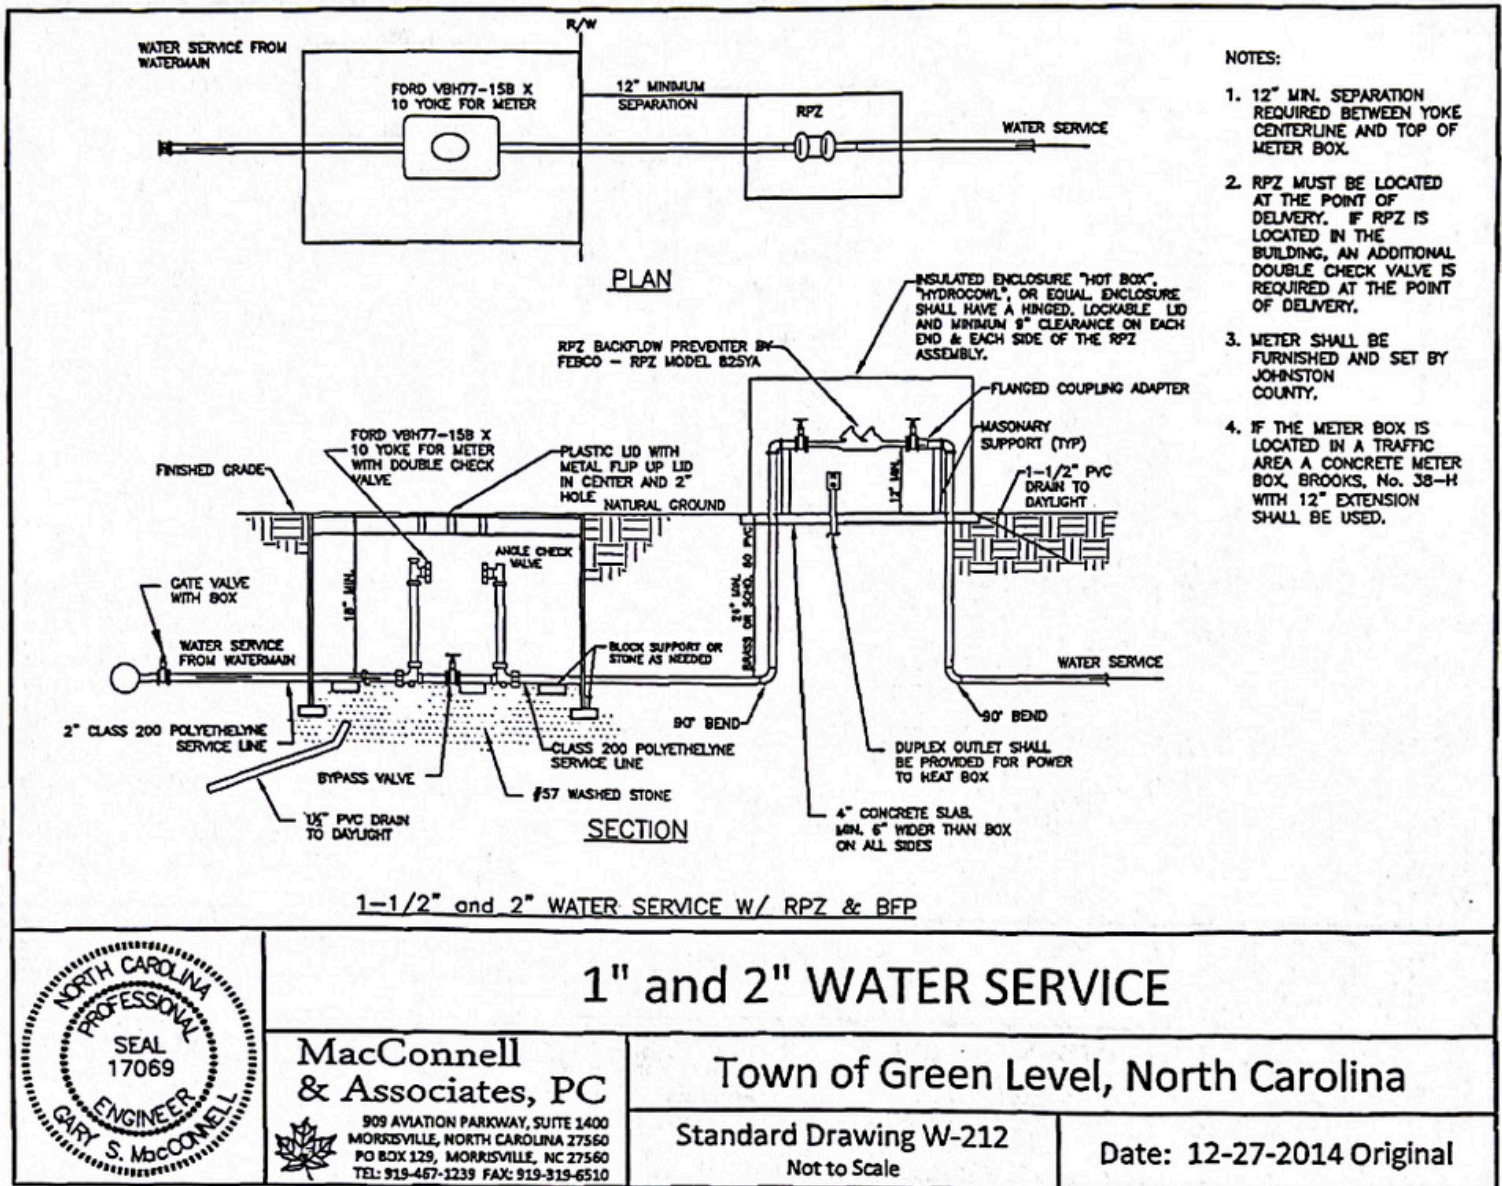 R/W
WATER SERVICE FROM
WATERMAIN
FORD VBH77-15B X
10 YOKE FOR METER
12" MINIMUM
SEPARATION
RPZ
WATER SERVICE
PLAN
INSULATED ENCLOSURE "HOT BOX",
"HYDROCOWL", OR EQUAL ENCLOSURE
SHALL HAVE A HINGED, LOCKABLE LID
AND MINIMUM 9" CLEARANCE ON EACH
END & EACH SIDE OF THE RPZ
ASSEMBLY.
RPZ BACKFLOW PREVENTER BY
FEBCO - RPZ MODEL 825YA
FLANGED COUPLING ADAPTER
MASONARY
SUPPORT (TYP)
1-1/2" PVC
DRAIN TO
DAYLIGHT
FORD VBH77-15B X
10 YOKE FOR METER
WITH DOUBLE CHECK
VALVE
PLASTIC LID WITH
METAL FLIP UP LID
IN CENTER AND 2"
HOLE
FINISHED GRADE
NATURAL GROUND
12" MIN.
ANGLE CHECK
VALVE
18" MIN.
24" MIN.
BRASS OR SCHD. 80 PVC
GATE VALVE
WITH BOX
WATER SERVICE
FROM WATERMAIN
BLOCK SUPPORT OR
STONE AS NEEDED
WATER SERVICE
2" CLASS 200 POLYETHELYNE
SERVICE LINE
90° BEND
90° BEND
CLASS 200 POLYETHELYNE
SERVICE LINE
BYPASS VALVE
DUPLEX OUTLET SHALL
BE PROVIDED FOR POWER
TO HEAT BOX
#57 WASHED STONE
1½" PVC DRAIN
TO DAYLIGHT
4" CONCRETE SLAB.
MIN. 6" WIDER THAN BOX
ON ALL SIDES
SECTION
1-1/2" and 2" WATER SERVICE W/ RPZ & BFP
NOTES:
1. 12" MIN. SEPARATION
REQUIRED BETWEEN YOKE
CENTERLINE AND TOP OF
METER BOX.
2. RPZ MUST BE LOCATED
AT THE POINT OF
DELIVERY. IF RPZ IS
LOCATED IN THE
BUILDING, AN ADDITIONAL
DOUBLE CHECK VALVE IS
REQUIRED AT THE POINT
OF DELIVERY.
3. METER SHALL BE
FURNISHED AND SET BY
JOHNSTON
COUNTY.
4. IF THE METER BOX IS
LOCATED IN A TRAFFIC
AREA A CONCRETE METER
BOX, BROOKS, No. 38-H
WITH 12" EXTENSION
SHALL BE USED.
NORTH CAROLINA
PROFESSIONAL
SEAL
17069
ENGINEER
GARY S. MacCONNELL
1" and 2" WATER SERVICE
MacConnell
& Associates, PC
909 AVIATION PARKWAY, SUITE 1400
MORRISVILLE, NORTH CAROLINA 27560
PO BOX 129, MORRISVILLE, NC 27560
TEL: 919-467-1239 FAX: 919-319-6510
Town of Green Level, North Carolina
Standard Drawing W-212
Not to Scale
Date: 12-27-2014 Original